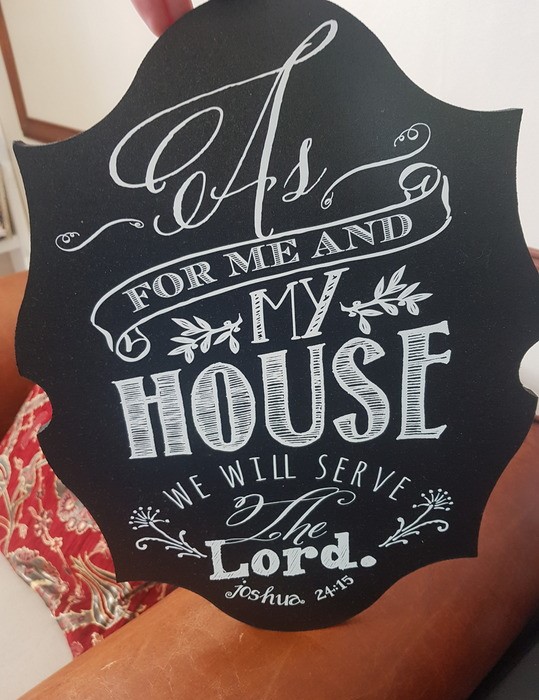 As
FOR ME AND
MY
HOUSE
WE WILL SERVE
The
Lord.
joshua 24:15